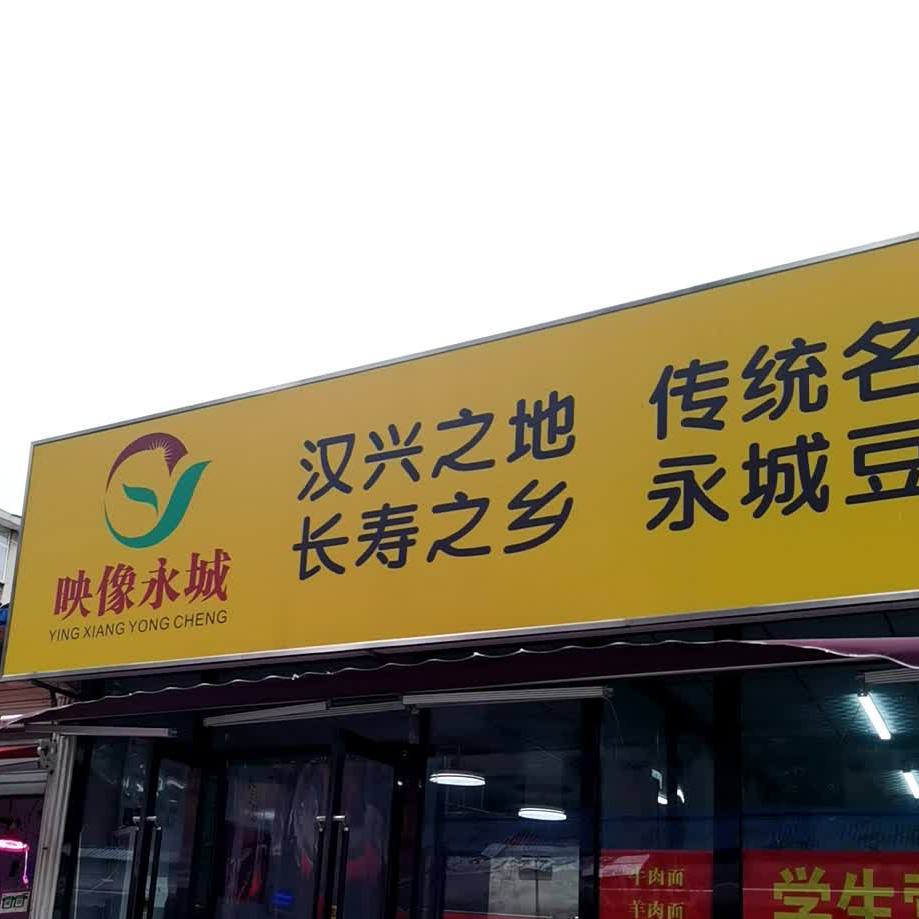 映像永城
YING XIANG YONG CHENG
汉兴之地
长寿之乡
传统名
永城豆
牛肉面
羊肉面
学生